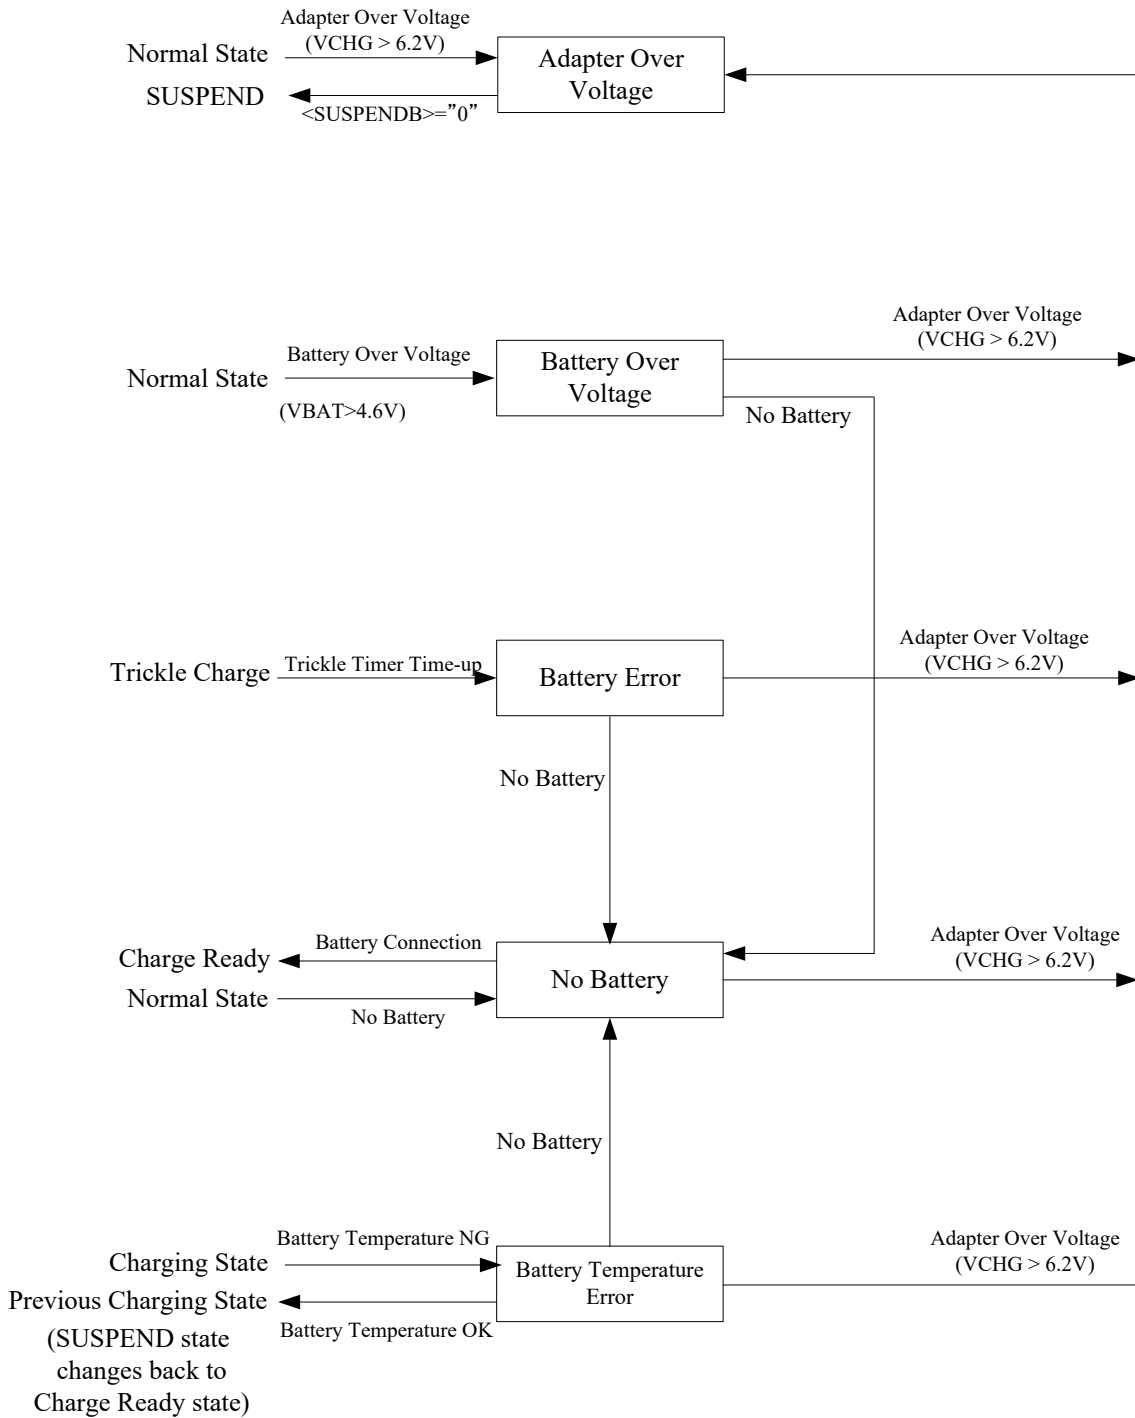 Adapter Over Voltage
(VCHG > 6.2V)
Normal State
SUSPEND
<SUSPENDB>=”0”
Adapter Over
Voltage
Adapter Over Voltage
(VCHG > 6.2V)
Battery Over Voltage
Normal State
(VBAT>4.6V)
Battery Over
Voltage
No Battery
Adapter Over Voltage
(VCHG > 6.2V)
Trickle Charge
Trickle Timer Time-up
Battery Error
No Battery
Adapter Over Voltage
(VCHG > 6.2V)
Battery Connection
Charge Ready
Normal State
No Battery
No Battery
No Battery
Adapter Over Voltage
(VCHG > 6.2V)
Battery Temperature NG
Charging State
Previous Charging State
Battery Temperature OK
(SUSPEND state
changes back to
Charge Ready state)
Battery Temperature
Error